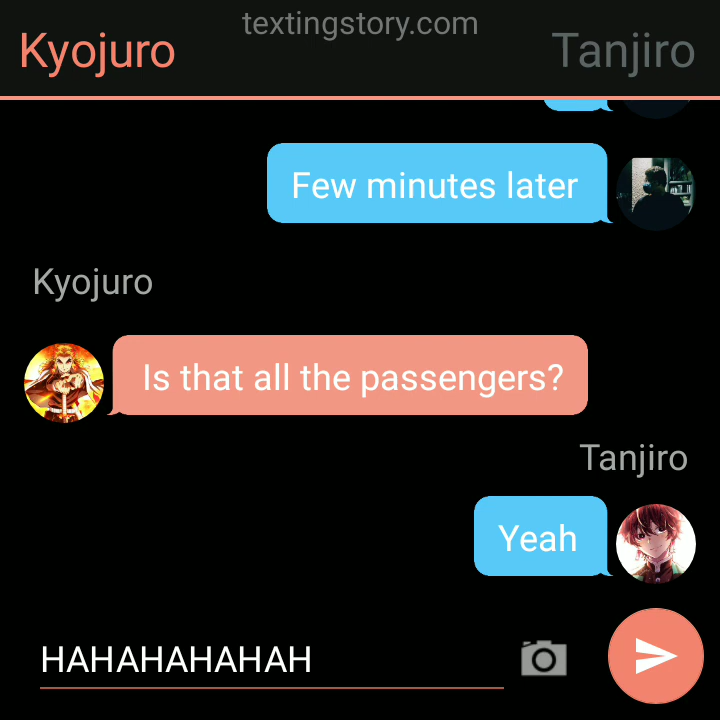 textingstory.com
Kyojuro
Tanjiro
Few minutes later
Kyojuro
Is that all the passengers?
Tanjiro
Yeah
HAHAHAHAHAH